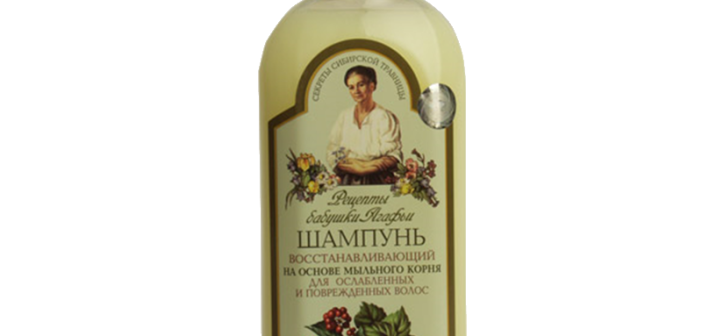 СЕКРЕТЫ СИБИРСКОЙ ТРАВНИЦЫ
Рецепты
бабушки Агафьи
ШАМПУНЬ
ВОССТАНАВЛИВАЮЩИЙ
НА ОСНОВЕ МЫЛЬНОГО КОРНЯ
ДЛЯ ОСЛАБЛЕННЫХ
И ПОВРЕЖДЕННЫХ ВОЛОС